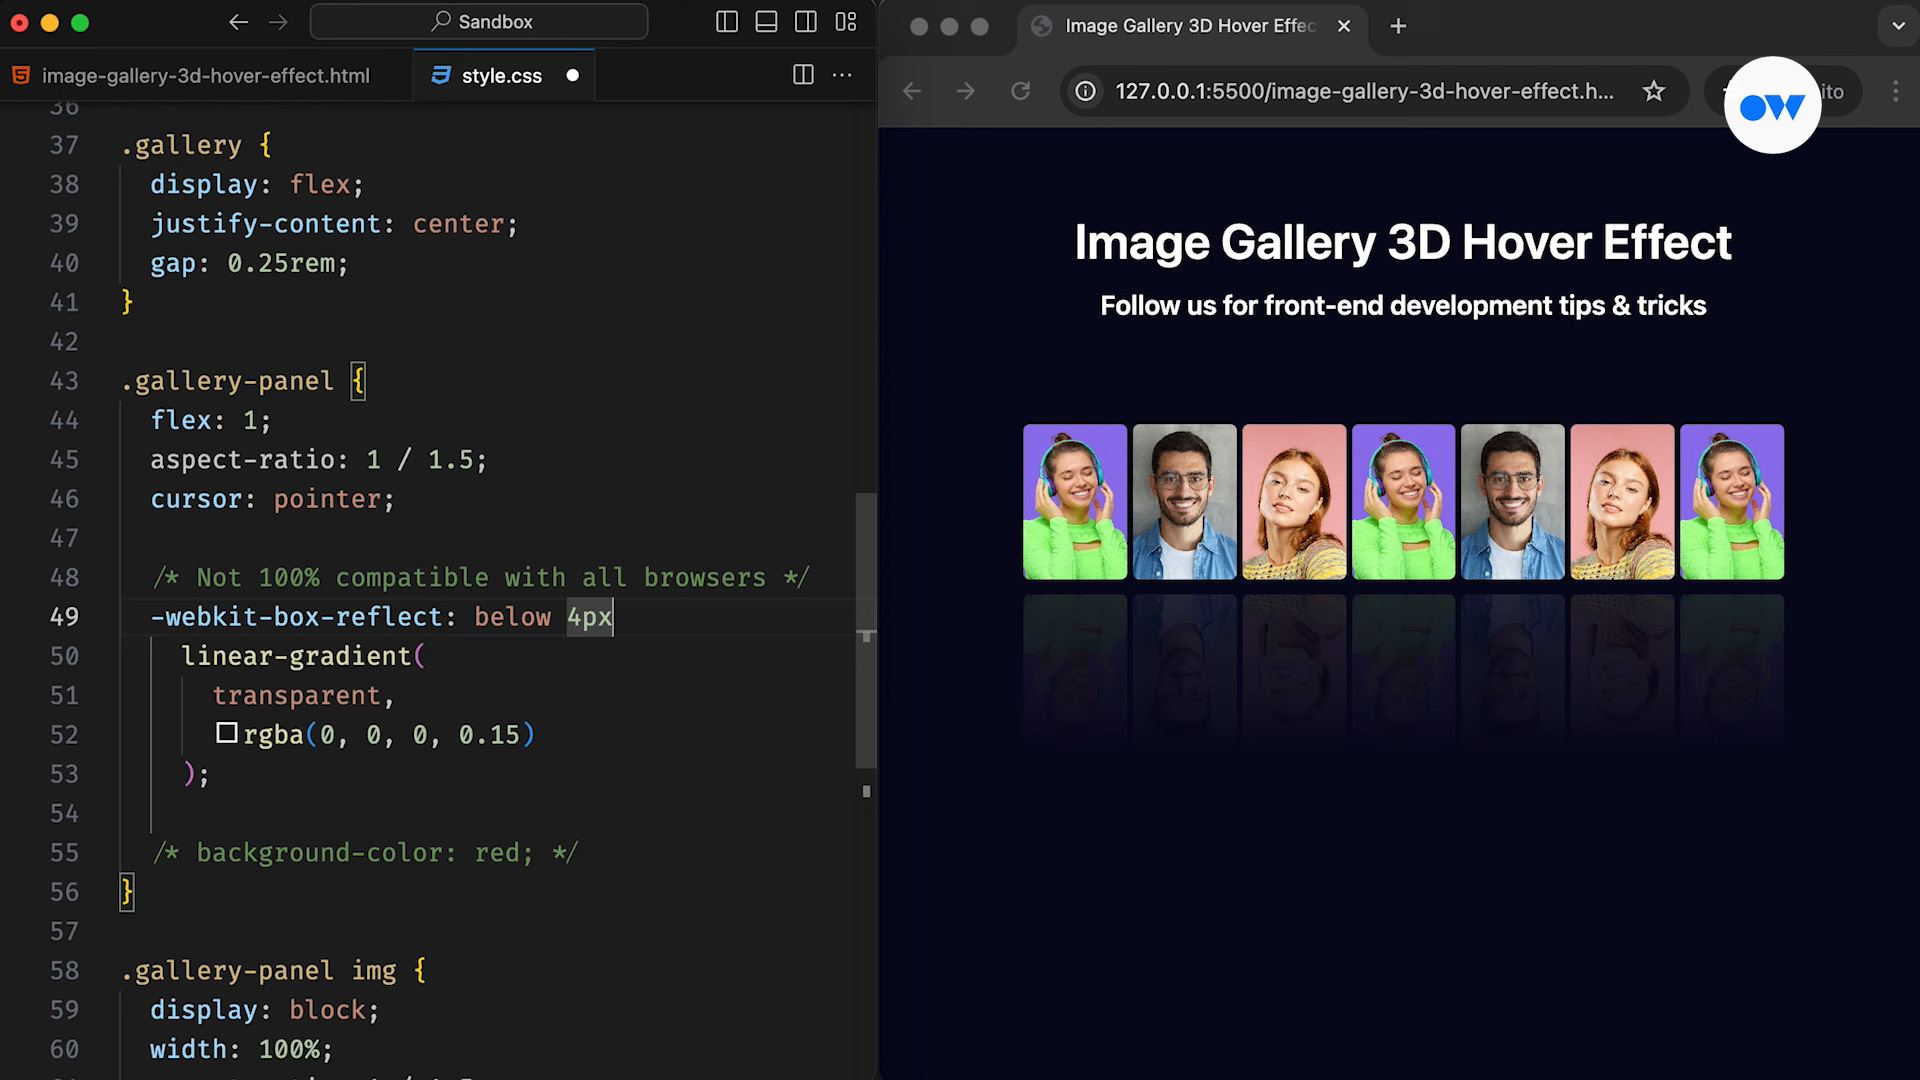 Sandbox
image-gallery-3d-hover-effect.html
style.css
36
37 .gallery {
38 display: flex;
39 justify-content: center;
40 gap: 0.25rem;
41 }
42
43 .gallery-panel {
44 flex: 1;
45 aspect-ratio: 1 / 1.5;
46 cursor: pointer;
47
48 /* Not 100% compatible with all browsers */
49 -webkit-box-reflect: below 4px
50 linear-gradient(
51 transparent,
52 rgba(0, 0, 0, 0.15)
53 );
54
55 /* background-color: red; */
56 }
57
58 .gallery-panel img {
59 display: block;
60 width: 100%;
Image Gallery 3D Hover Effec
127.0.0.1:5500/image-gallery-3d-hover-effect.h...
ito
OW
Image Gallery 3D Hover Effect
Follow us for front-end development tips & tricks